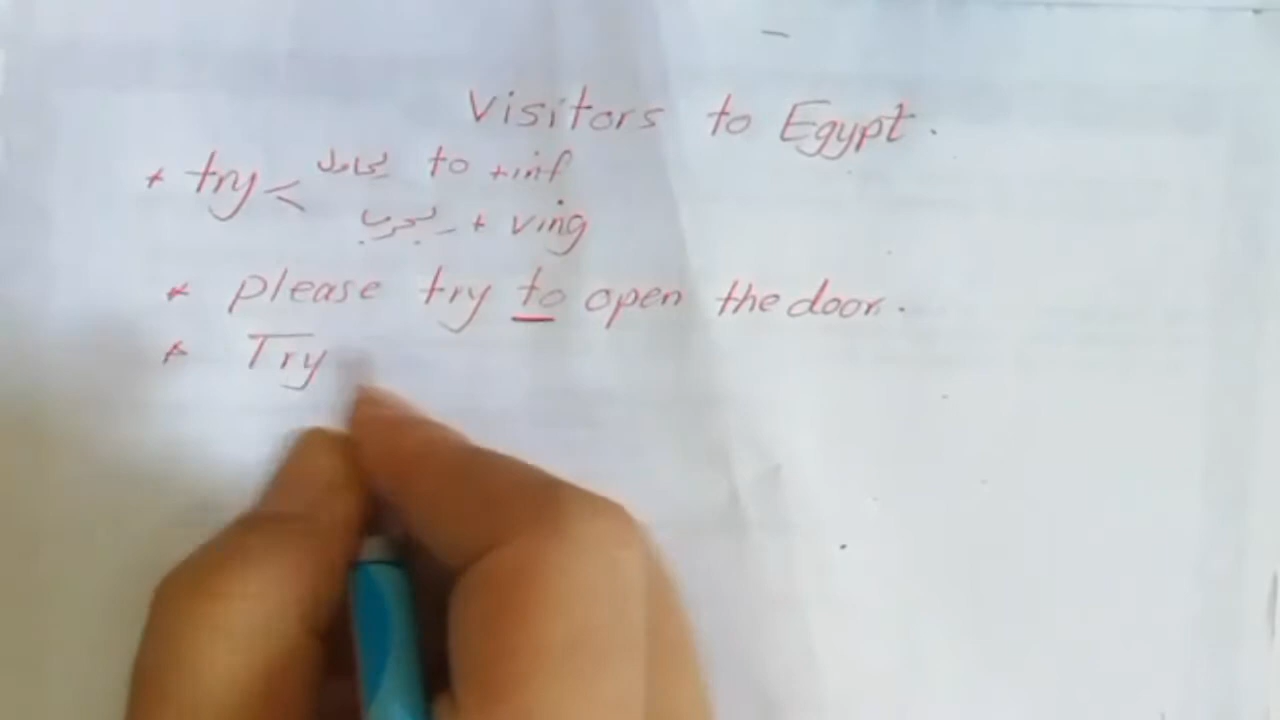 Visitors to Egypt.
* try < يحاول to + inf
يجرب + ving
* please try to open the door.
* Try